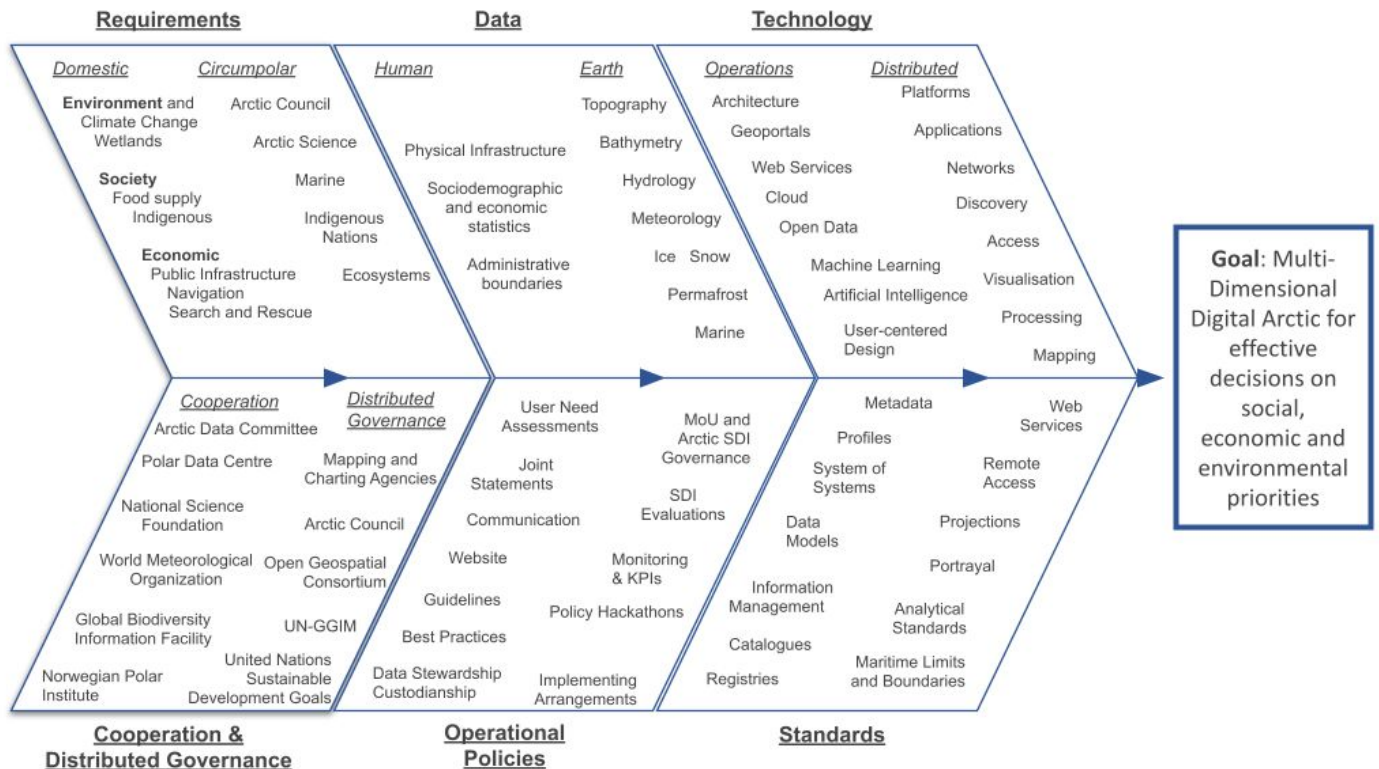 Requirements
Data
Technology
Domestic
Circumpolar
Environment and
Climate Change
Wetlands
Society
Food supply
Indigenous
Economic
Public Infrastructure
Navigation
Search and Rescue
Arctic Council
Arctic Science
Marine
Indigenous
Nations
Ecosystems
Human
Earth
Physical Infrastructure
Sociodemographic
and economic
statistics
Administrative
boundaries
Topography
Bathymetry
Hydrology
Meteorology
Ice Snow
Permafrost
Marine
Operations
Distributed
Architecture
Geoportals
Web Services
Cloud
Open Data
Machine Learning
Artificial Intelligence
User-centered
Design
Platforms
Applications
Networks
Discovery
Access
Visualisation
Processing
Mapping
Goal: Multi-
Dimensional
Digital Arctic for
effective
decisions on
social,
economic and
environmental
priorities
Cooperation
Distributed
Governance
Arctic Data Committee
Polar Data Centre
National Science
Foundation
World Meteorological
Organization
Global Biodiversity
Information Facility
Norwegian Polar
Institute
Mapping and
Charting Agencies
Arctic Council
Open Geospatial
Consortium
UN-GGIM
United Nations
Sustainable
Development Goals
User Need
Assessments
Joint
Statements
Communication
Website
Guidelines
Best Practices
Data Stewardship
Custodianship
MoU and
Arctic SDI
Governance
SDI
Evaluations
Monitoring
& KPIs
Policy Hackathons
Implementing
Arrangements
Metadata
Profiles
System of
Systems
Data
Models
Information
Management
Catalogues
Registries
Web
Services
Remote
Access
Projections
Portrayal
Analytical
Standards
Maritime Limits
and Boundaries
Cooperation &
Distributed Governance
Operational
Policies
Standards